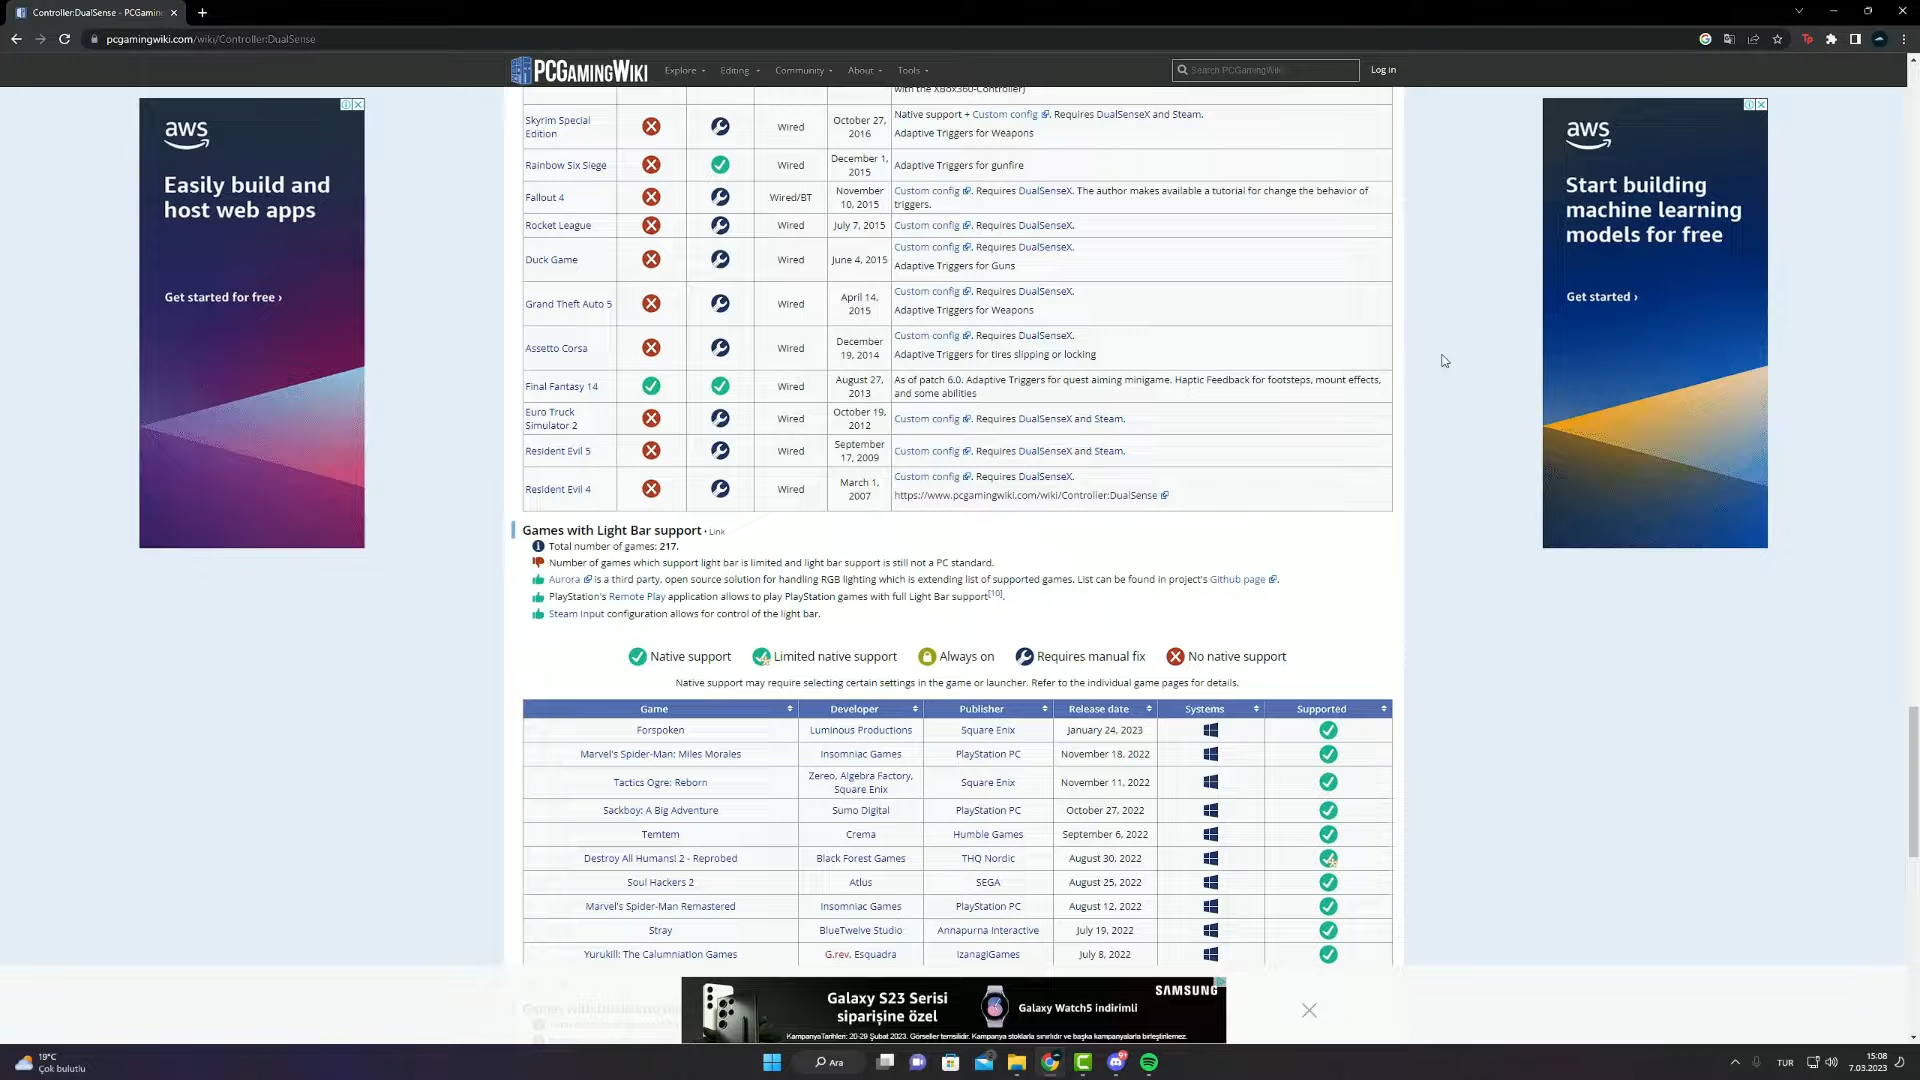 Controller:DualSense - PCGamin
pcgamingwiki.com/wiki/Controller:DualSense
PCGamingWiki
Explore
Editing
Community
About
Tools
Search PCGamingWiki
Log in
aws
Easily build and
host web apps
Get started for free ›
aws
Start building
machine learning
models for free
Get started ›
with the XBox360-Controller)
Skyrim Special Edition Wired October 27, 2016 Native support + Custom config. Requires DualSenseX and Steam.
Adaptive Triggers for Weapons
Rainbow Six Siege Wired December 1, 2015 Adaptive Triggers for gunfire
Fallout 4 Wired/BT November 10, 2015 Custom config. Requires DualSenseX. The author makes available a tutorial for change the behavior of triggers.
Rocket League Wired July 7, 2015 Custom config. Requires DualSenseX.
Duck Game Wired June 4, 2015 Custom config. Requires DualSenseX.
Adaptive Triggers for Guns
Grand Theft Auto 5 Wired April 14, 2015 Custom config. Requires DualSenseX.
Adaptive Triggers for Weapons
Assetto Corsa Wired December 19, 2014 Custom config. Requires DualSenseX.
Adaptive Triggers for tires slipping or locking
Final Fantasy 14 Wired August 27, 2013 As of patch 6.0. Adaptive Triggers for quest aiming minigame. Haptic Feedback for footsteps, mount effects, and some abilities
Euro Truck Simulator 2 Wired October 19, 2012 Custom config. Requires DualSenseX and Steam.
Resident Evil 5 Wired September 17, 2009 Custom config. Requires DualSenseX and Steam.
Resident Evil 4 Wired March 1, 2007 Custom config. Requires DualSenseX.
https://www.pcgamingwiki.com/wiki/Controller:DualSense
Games with Light Bar support • Link
Total number of games: 217.
Number of games which support light bar is limited and light bar support is still not a PC standard.
Aurora is a third party, open source solution for handling RGB lighting which is extending list of supported games. List can be found in project's Github page.
PlayStation's Remote Play application allows to play PlayStation games with full Light Bar support[10].
Steam Input configuration allows for control of the light bar.
Native support Limited native support Always on Requires manual fix No native support
Native support may require selecting certain settings in the game or launcher. Refer to the individual game pages for details.
Game Developer Publisher Release date Systems Supported
Forspoken Luminous Productions Square Enix January 24, 2023
Marvel's Spider-Man: Miles Morales Insomniac Games PlayStation PC November 18, 2022
Tactics Ogre: Reborn Zereo, Algebra Factory, Square Enix Square Enix November 11, 2022
Sackboy: A Big Adventure Sumo Digital PlayStation PC October 27, 2022
Temtem Crema Humble Games September 6, 2022
Destroy All Humans! 2 - Reprobed Black Forest Games THQ Nordic August 30, 2022
Soul Hackers 2 Atlus SEGA August 25, 2022
Marvel's Spider-Man Remastered Insomniac Games PlayStation PC August 12, 2022
Stray BlueTwelve Studio Annapurna Interactive July 19, 2022
Yurukill: The Calumniation Games G.rev, Esquadra IzanagiGames July 8, 2022
Galaxy S23 Serisi
siparişine özel
Galaxy Watch5 indirimli
SAMSUNG
Kampanya Tarihleri: 20-29 Şubat 2023. Görseller temsilidir. Kampanya stoklarla sınırlıdır ve başka kampanyalarla birleştirilemez.
19°C
Çok bulutlu
Ara
TUR
15:08
7.03.2023